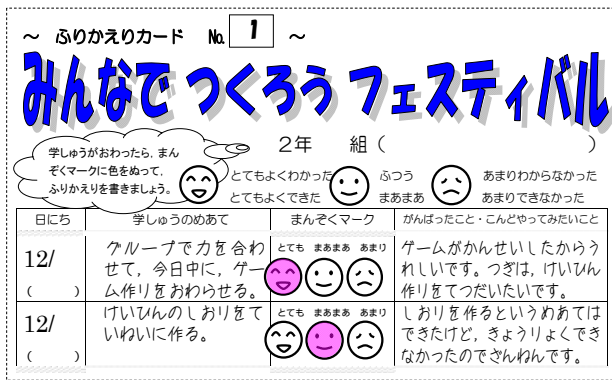 ～ ふりかえりカード　№ 1 ～
みんなで つくろう フェスティバル
2年　組（　　　　　　　）
学しゅうがおわったら，まん
ぞくマークに色をぬって，
ふりかえりを書きましょう。
とてもよくわかった
とてもよくできた
ふつう
まあまあ
あまりわからなかった
あまりできなかった
日にち　学しゅうのめあて　まんぞくマーク　がんばったこと・こんどやってみたいこと
12/
(　　)
グループで力を合わ
せて，今日中に，ゲー
ム作りをおわらせる。
とても まあまあ あまり
ゲームがかんせいしたからう
れしいです。つぎは，けいひん
作りをてつだいたいです。
12/
(　　)
けいひんのしおりをて
いねいに作る。
とても まあまあ あまり
しおりを作るというめあては
できたけど，きょうりょくでき
なかったのでざんねんです。